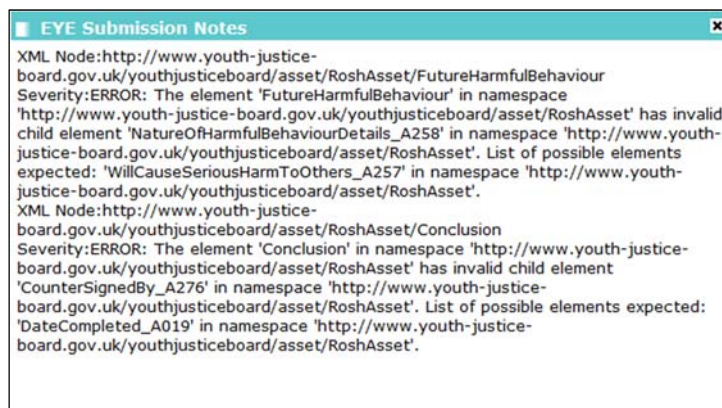 EYE Submission Notes
XML Node:http://www.youth-justice-
board.gov.uk/youthjusticeboard/asset/RoshAsset/FutureHarmfulBehaviour
Severity:ERROR: The element 'FutureHarmfulBehaviour' in namespace
'http://www.youth-justice-board.gov.uk/youthjusticeboard/asset/RoshAsset' has invalid
child element 'NatureOfHarmfulBehaviourDetails_A258' in namespace 'http://www.youth-
justice-board.gov.uk/youthjusticeboard/asset/RoshAsset'. List of possible elements
expected: 'WillCauseSeriousHarmToOthers_A257' in namespace 'http://www.youth-
justice-board.gov.uk/youthjusticeboard/asset/RoshAsset'.
XML Node:http://www.youth-justice-
board.gov.uk/youthjusticeboard/asset/RoshAsset/Conclusion
Severity:ERROR: The element 'Conclusion' in namespace 'http://www.youth-justice-
board.gov.uk/youthjusticeboard/asset/RoshAsset' has invalid child element
'CounterSignedBy_A276' in namespace 'http://www.youth-justice-
board.gov.uk/youthjusticeboard/asset/RoshAsset'. List of possible elements expected:
'DateCompleted_A019' in namespace 'http://www.youth-justice-
board.gov.uk/youthjusticeboard/asset/RoshAsset'.